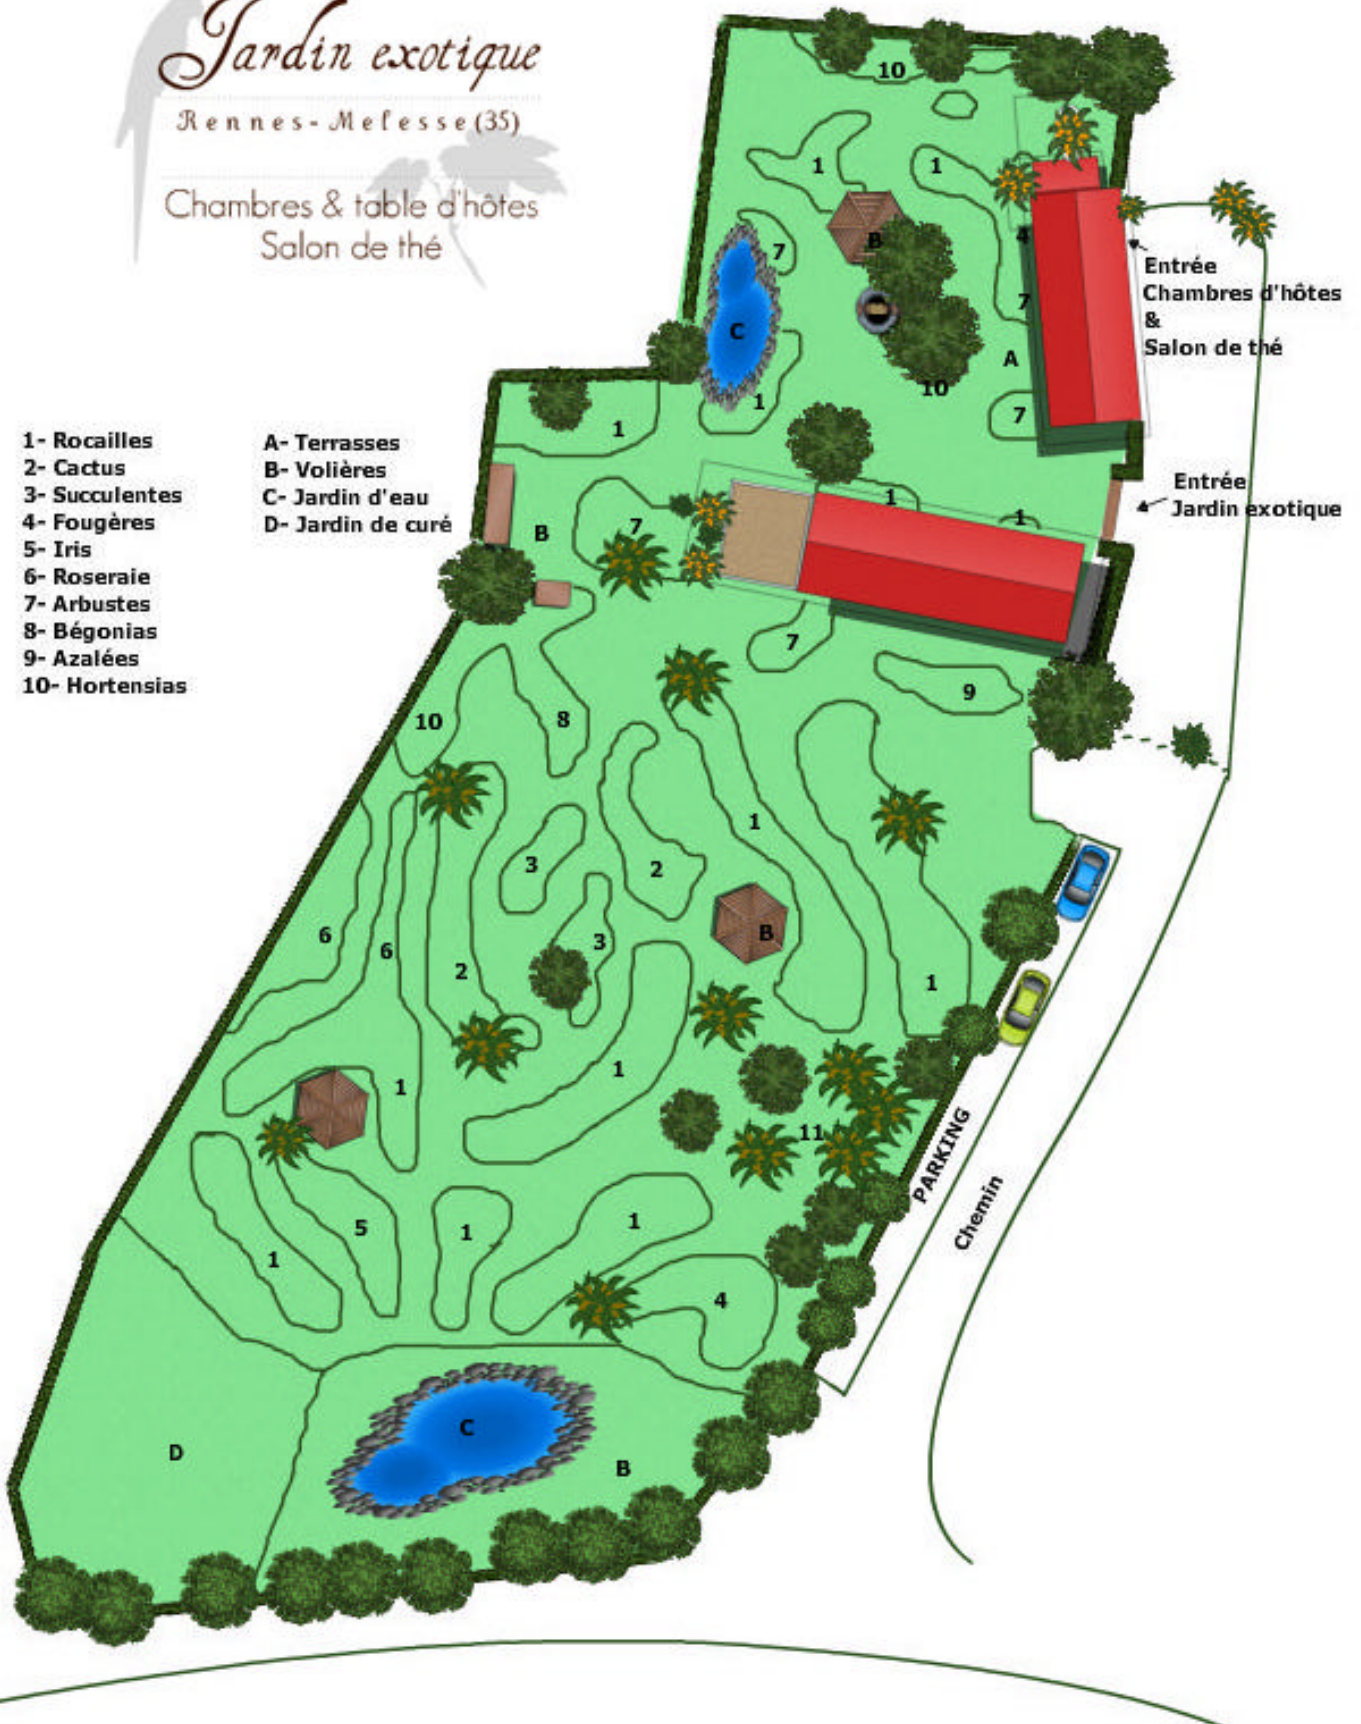 Jardin exotique
Rennes-Melesse (35)
Chambres & table d'hôtes
Salon de thé
10
1
1
B
7
4
Entrée
Chambres d'hôtes
&
Salon de thé
7
C
A
10
1
7
1
1- Rocailles
2- Cactus
3- Succulentes
4- Fougères
5- Iris
6- Roseraie
7- Arbustes
8- Bégonias
9- Azalées
10- Hortensias
A- Terrasses
B- Volières
C- Jardin d'eau
D- Jardin de curé
Entrée
Jardin exotique
1
1
7
B
7
9
10
8
1
3
2
6
6
3
B
2
1
1
1
11
PARKING
Chemin
5
1
1
1
4
C
D
B